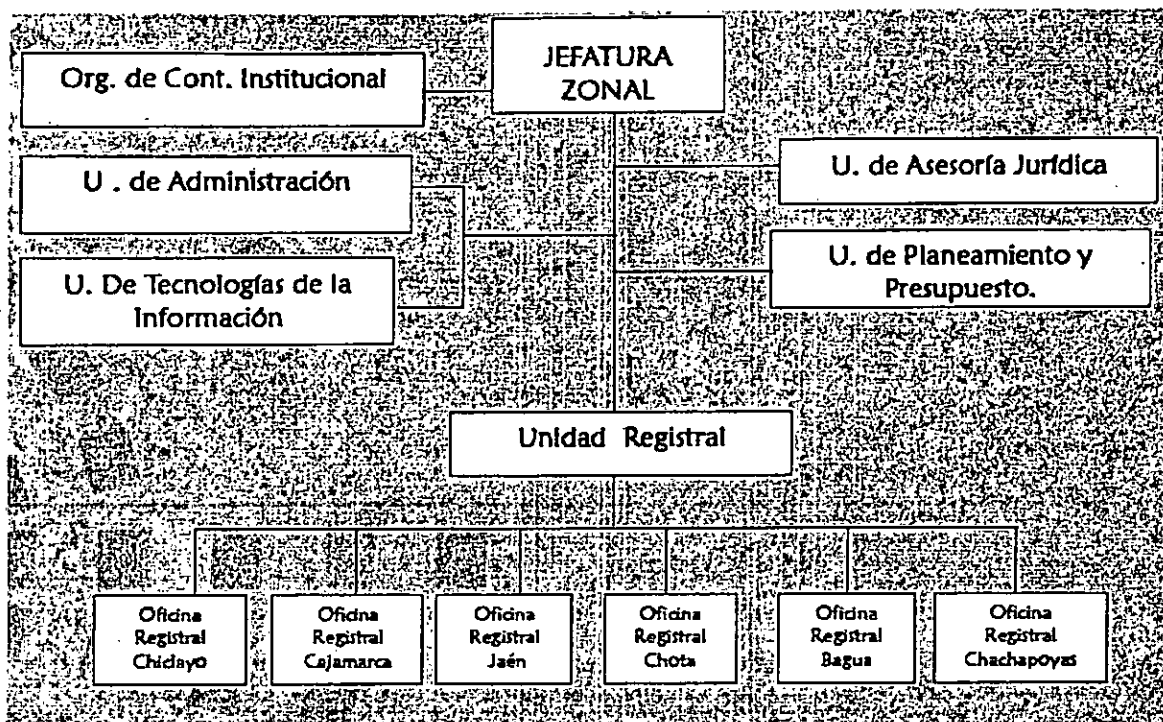 JEFATURA
ZONAL
Org. de Cont. Institucional
U . de Administración
U. de Asesoría Jurídica
U. De Tecnologías de la
Información
U. de Planeamiento y
Presupuesto.
Unidad Registral
Oficina
Registral
Chiclayo
Oficina
Registral
Cajamarca
Oficina
Registral
Jaén
Oficina
Registral
Chota
Oficina
Registral
Bagua
Oficina
Registral
Chachapoyas